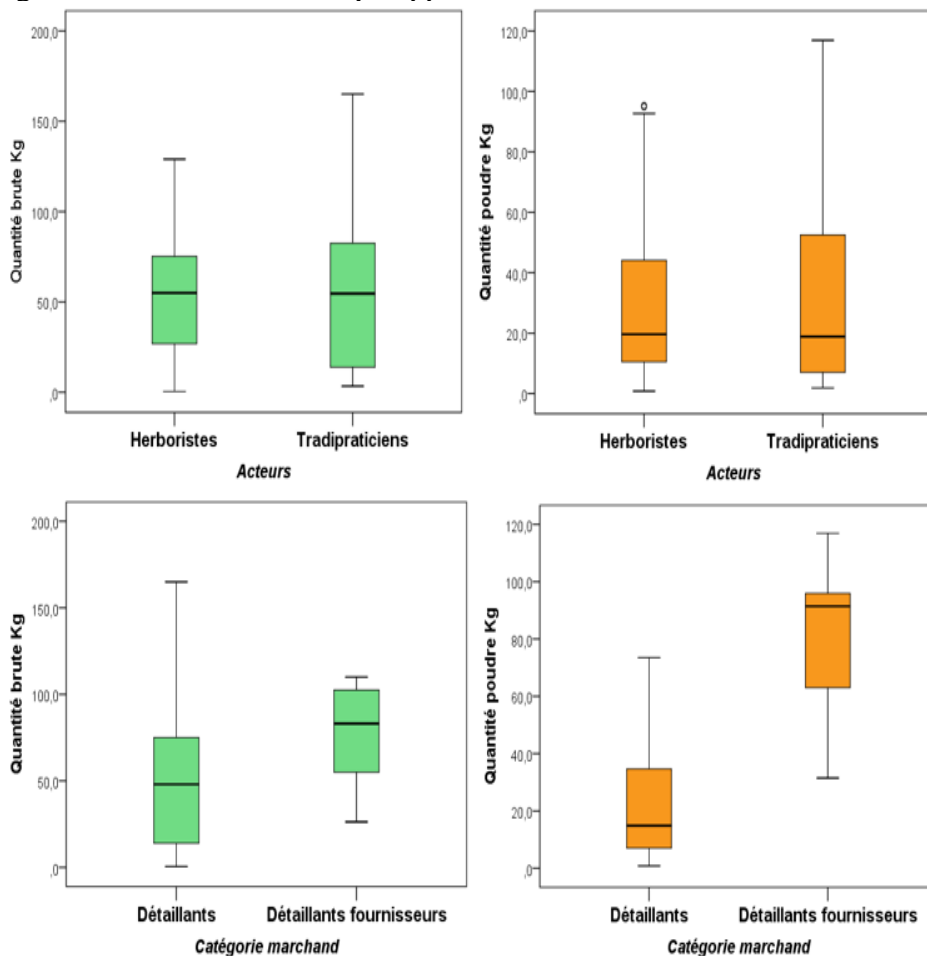 Quantité brute Kg
200,0
150,0
100,0
50,0
,0
Herboristes Tradipraticiens
Acteurs
Quantité poudre Kg
120,0
100,0
80,0
60,0
40,0
20,0
,0
Herboristes Tradipraticiens
Acteurs
Quantité brute Kg
200,0
150,0
100,0
50,0
,0
Détaillants Détaillants fournisseurs
Catégorie marchand
Quantité poudre Kg
120,0
100,0
80,0
60,0
40,0
20,0
,0
Détaillants Détaillants fournisseurs
Catégorie marchand